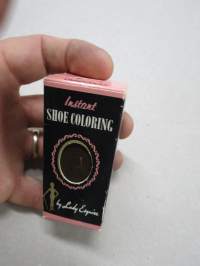 Instant
SHOE COLORING
by Lady Esquire